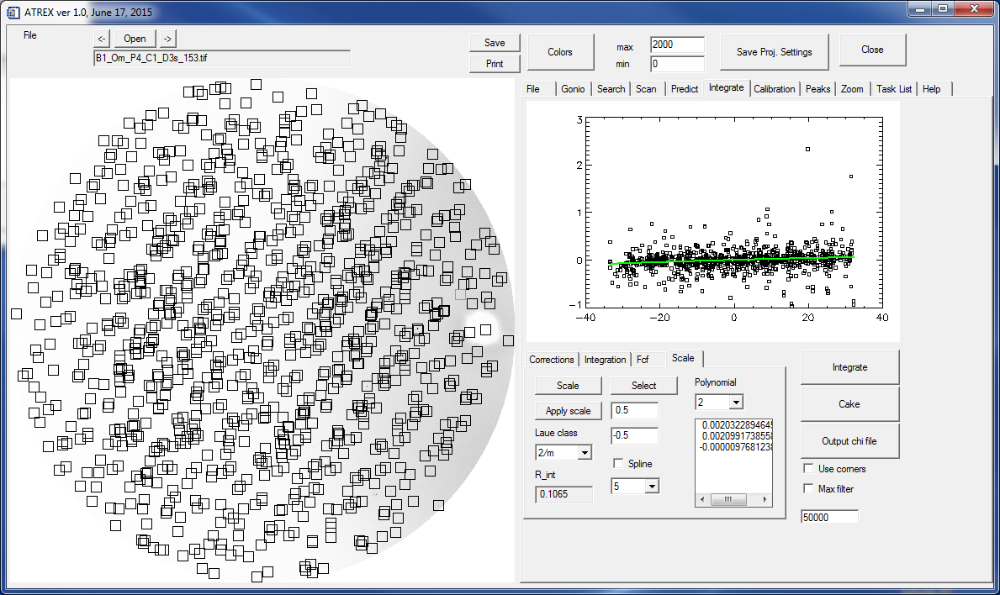 ATREX ver 1.0, June 17, 2015
File
<- Open ->
B1_Om_P4_C1_D3s_153.tif
Save
Print
Colors
max 2000
min 0
Save Proj. Settings
Close
File Gonio Search Scan Predict Integrate Calibration Peaks Zoom Task List Help
3
2
1
0
-1
-40 -20 0 20 40
Corrections Integration Fcf Scale
Scale Select Polynomial
2
Apply scale 0.5
Laue class -0.5
2/m
Spline
R_int 5
0.1065
0.0020322894645
0.0020991738558
-0.0000097681238
Integrate
Cake
Output chi file
Use corners
Max filter
50000